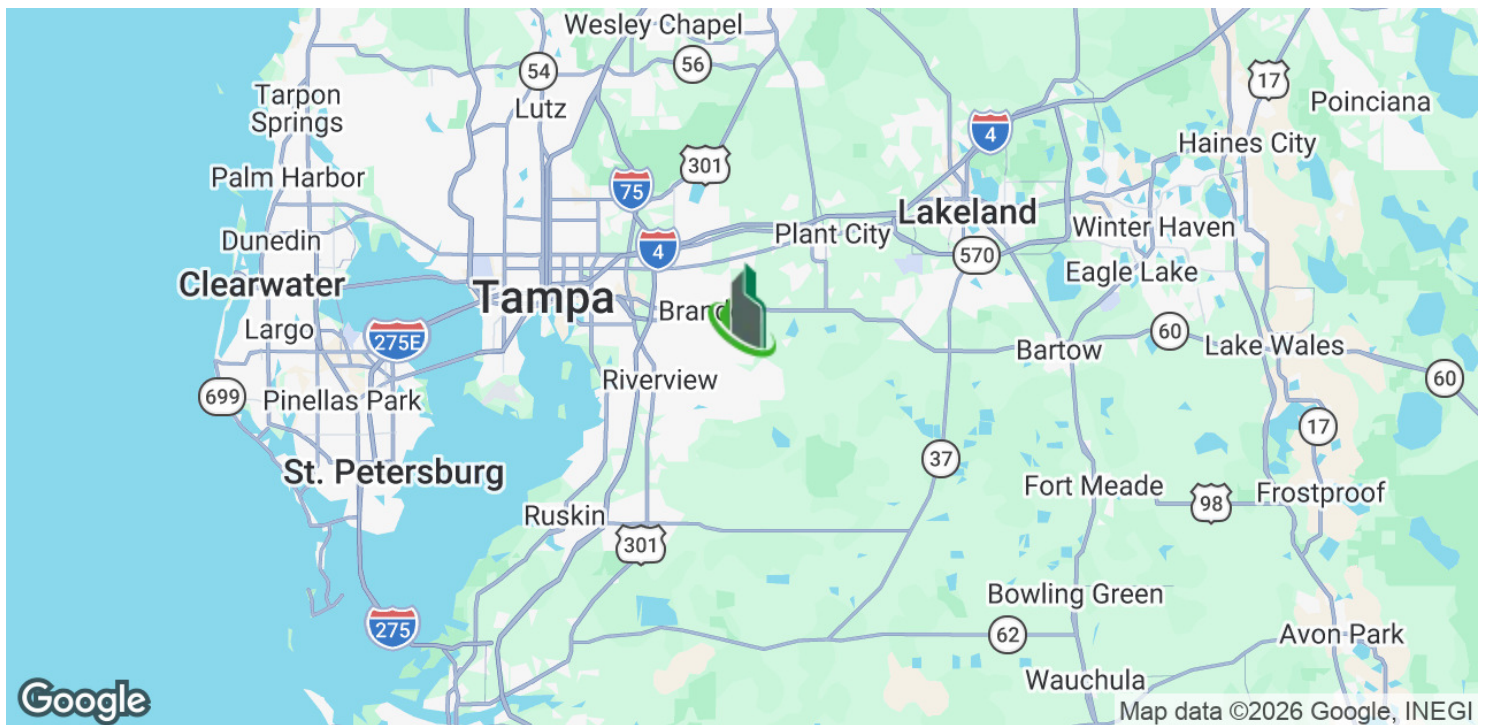 Wesley Chapel
54
56
17
Tarpon
Springs
Lutz
Poinciana
4
Haines City
301
Palm Harbor
75
Lakeland
Dunedin
4
Plant City
Winter Haven
570
Eagle Lake
Clearwater
Tampa
Largo
275E
60
Bartow
Lake Wales
Riverview
60
699
Pinellas Park
17
37
St. Petersburg
Fort Meade
98
Frostproof
Ruskin
301
Bowling Green
275
62
Avon Park
Wauchula
Google
Map data ©2026 Google, INEGI